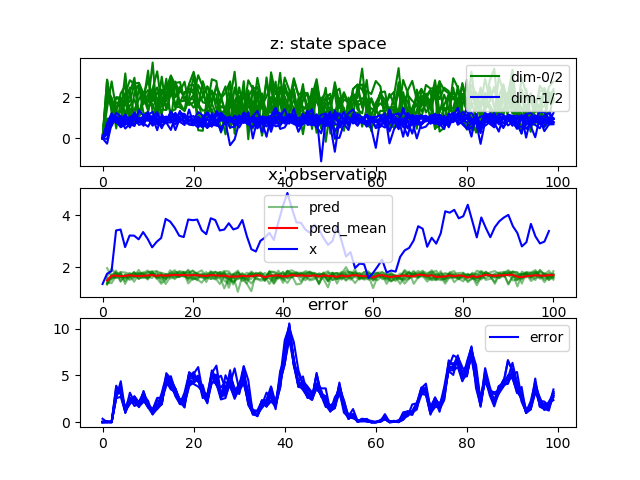 z: state space
dim-0/2
dim-1/2
2
0
0 20 40 60 80 100
x: observation
pred
pred_mean
x
4
2
0 20 40 60 80 100
error
error
10
5
0
0 20 40 60 80 100